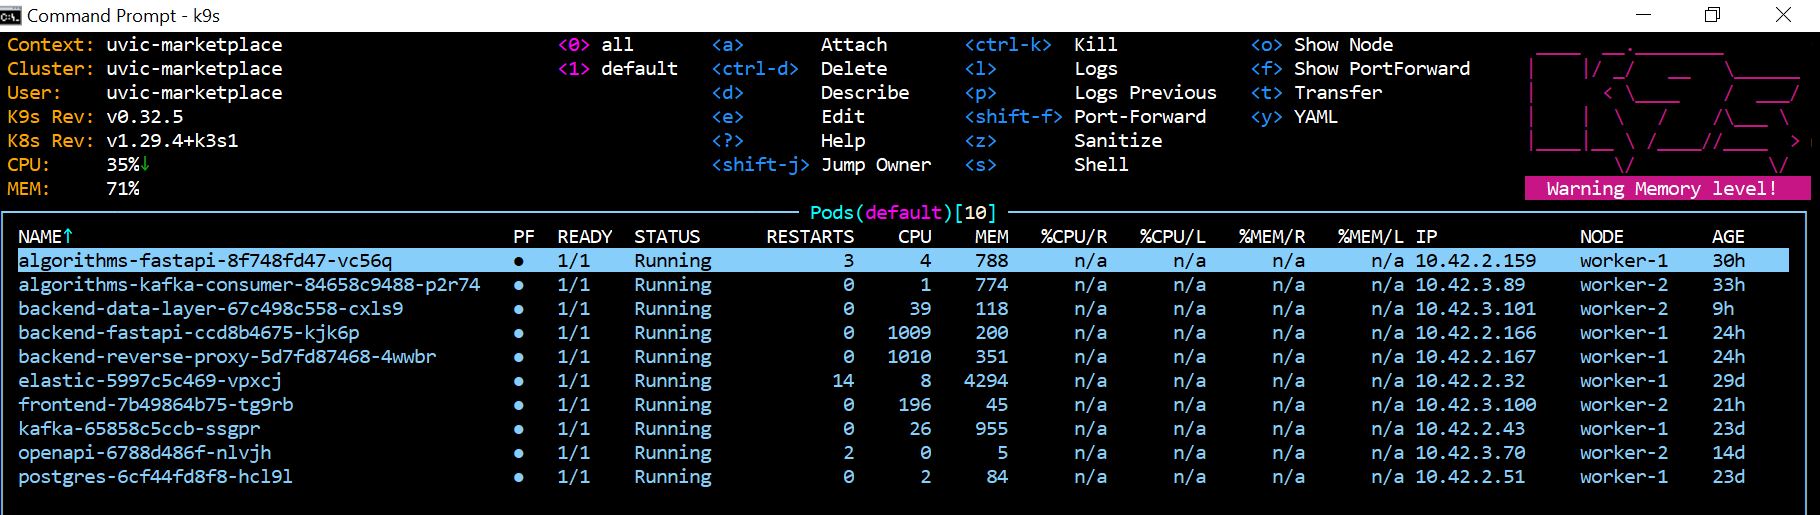 Command Prompt - k9s
Context: uvic-marketplace <0> all <a> Attach <ctrl-k> Kill <o> Show Node
Cluster: uvic-marketplace <1> default <ctrl-d> Delete <l> Logs <f> Show PortForward
User: uvic-marketplace <d> Describe <p> Logs Previous <t> Transfer
K9s Rev: v0.32.5 <e> Edit <shift-f> Port-Forward <y> YAML
K8s Rev: v1.29.4+k3s1 <?> Help <z> Sanitize
CPU: 35%↓ <shift-j> Jump Owner <s> Shell
MEM: 71%
K9s
Warning Memory level!
Pods(default)[10]
NAME↑ PF READY STATUS RESTARTS CPU MEM %CPU/R %CPU/L %MEM/R %MEM/L IP NODE AGE
algorithms-fastapi-8f748fd47-vc56q ● 1/1 Running 3 4 788 n/a n/a n/a n/a 10.42.2.159 worker-1 30h
algorithms-kafka-consumer-84658c9488-p2r74 ● 1/1 Running 0 1 774 n/a n/a n/a n/a 10.42.3.89 worker-2 33h
backend-data-layer-67c498c558-cxls9 ● 1/1 Running 0 39 118 n/a n/a n/a n/a 10.42.3.101 worker-2 9h
backend-fastapi-ccd8b4675-kjk6p ● 1/1 Running 0 1009 200 n/a n/a n/a n/a 10.42.2.166 worker-1 24h
backend-reverse-proxy-5d7fd87468-4wwbr ● 1/1 Running 0 1010 351 n/a n/a n/a n/a 10.42.2.167 worker-1 24h
elastic-5997c5c469-vpxcj ● 1/1 Running 14 8 4294 n/a n/a n/a n/a 10.42.2.32 worker-1 29d
frontend-7b49864b75-tg9rb ● 1/1 Running 0 196 45 n/a n/a n/a n/a 10.42.3.100 worker-2 21h
kafka-65858c5ccb-ssgpr ● 1/1 Running 0 26 955 n/a n/a n/a n/a 10.42.2.43 worker-1 23d
openapi-6788d486f-nlvjh ● 1/1 Running 2 0 5 n/a n/a n/a n/a 10.42.3.70 worker-2 14d
postgres-6cf44fd8f8-hcl9l ● 1/1 Running 0 2 84 n/a n/a n/a n/a 10.42.2.51 worker-1 23d